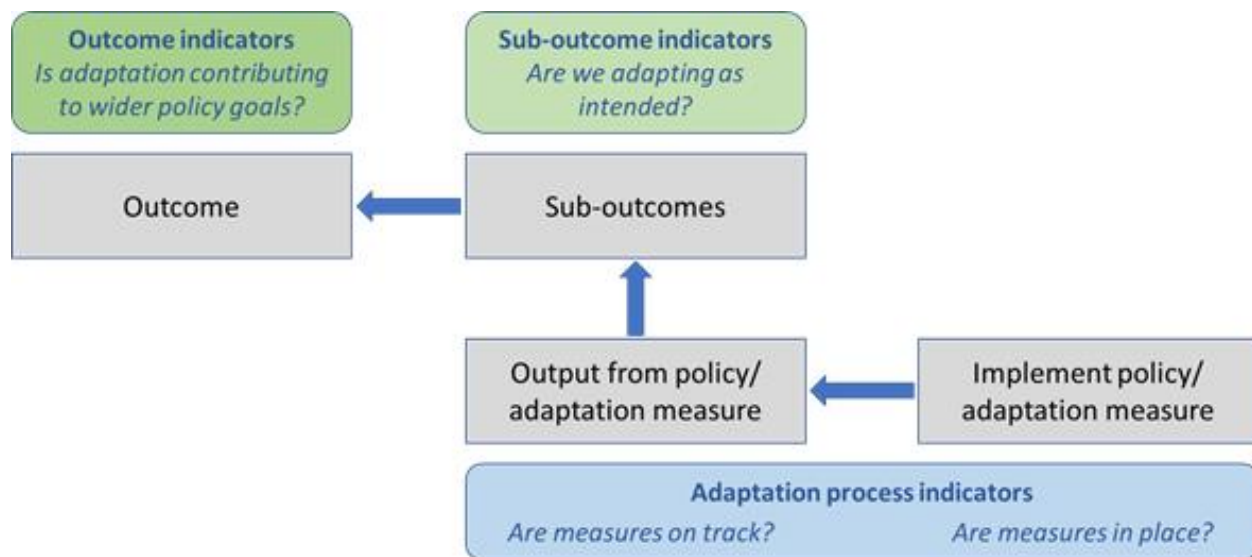 Outcome indicators
Is adaptation contributing
to wider policy goals?
Sub-outcome indicators
Are we adapting as
intended?
Outcome
Sub-outcomes
Output from policy/
adaptation measure
Implement policy/
adaptation measure
Adaptation process indicators
Are measures on track?
Are measures in place?